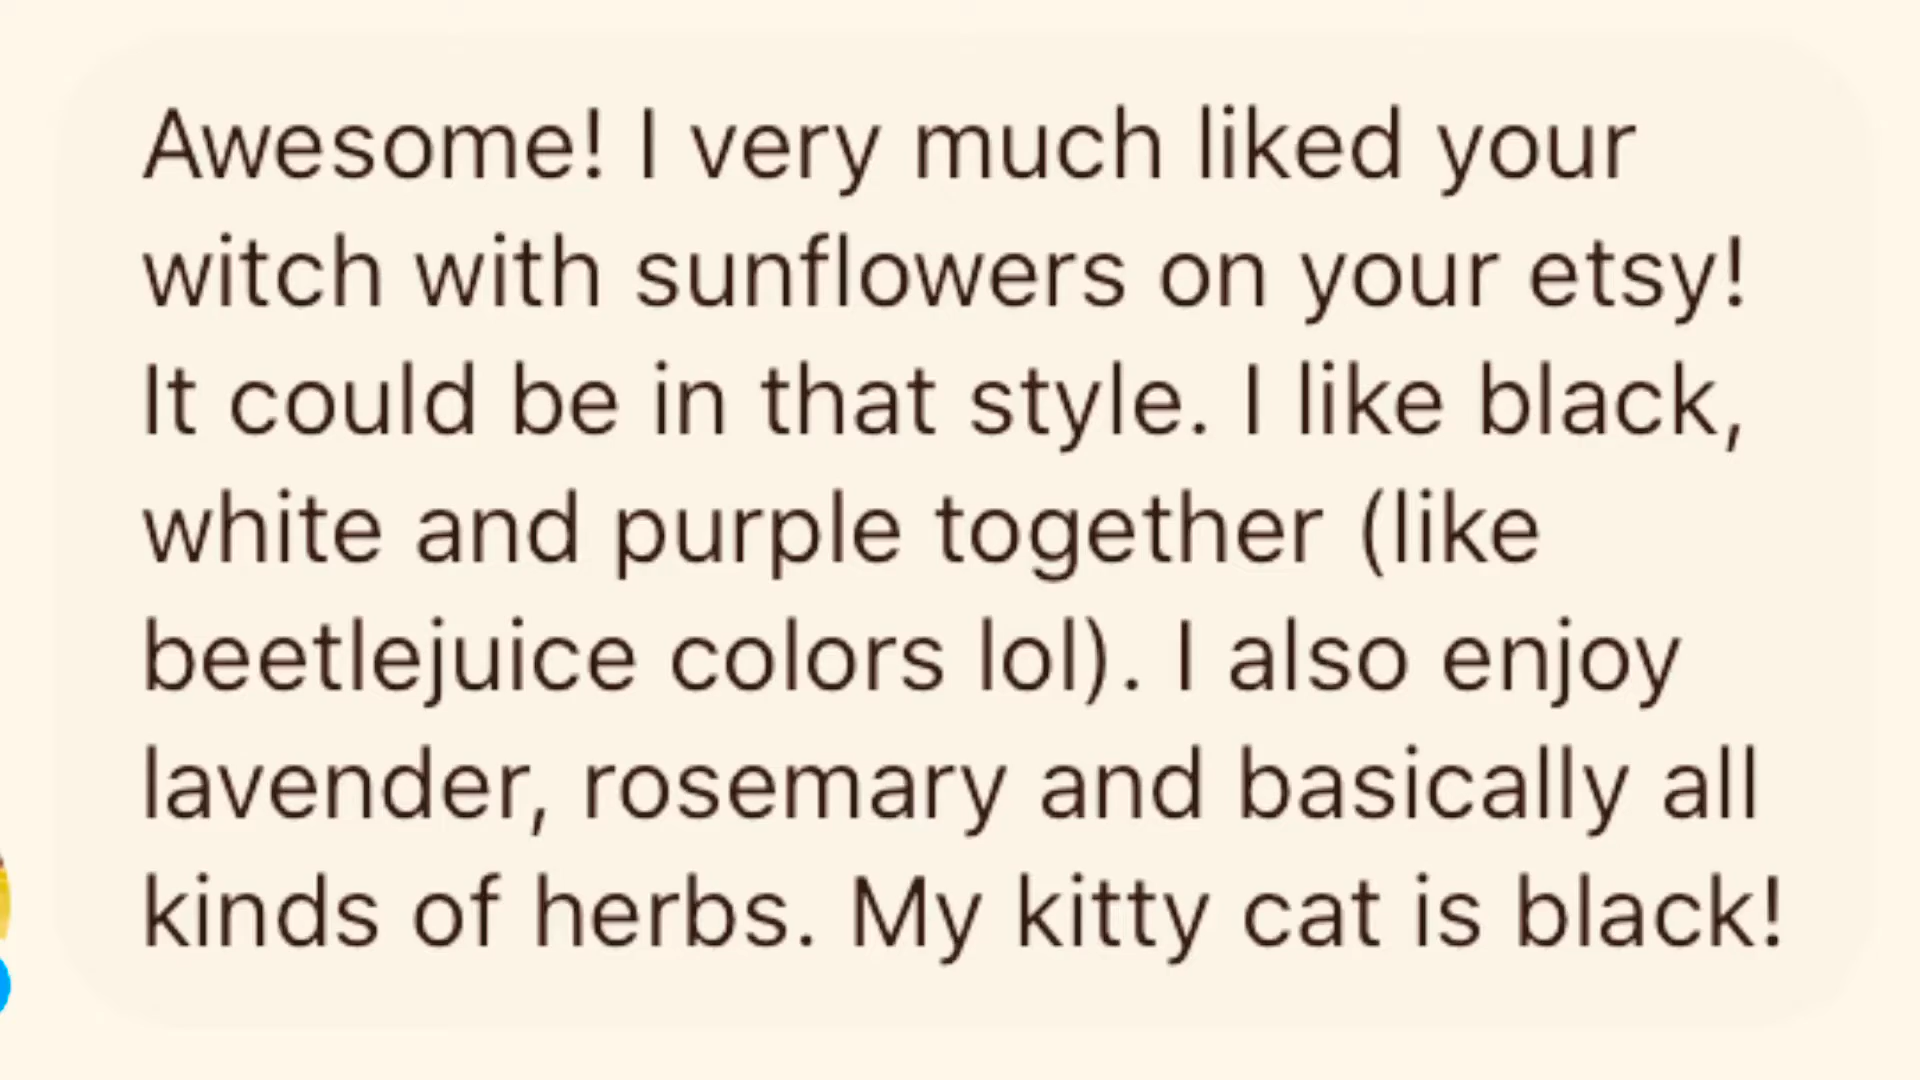 Awesome! I very much liked your
witch with sunflowers on your etsy!
It could be in that style. I like black,
white and purple together (like
beetlejuice colors lol). I also enjoy
lavender, rosemary and basically all
kinds of herbs. My kitty cat is black!